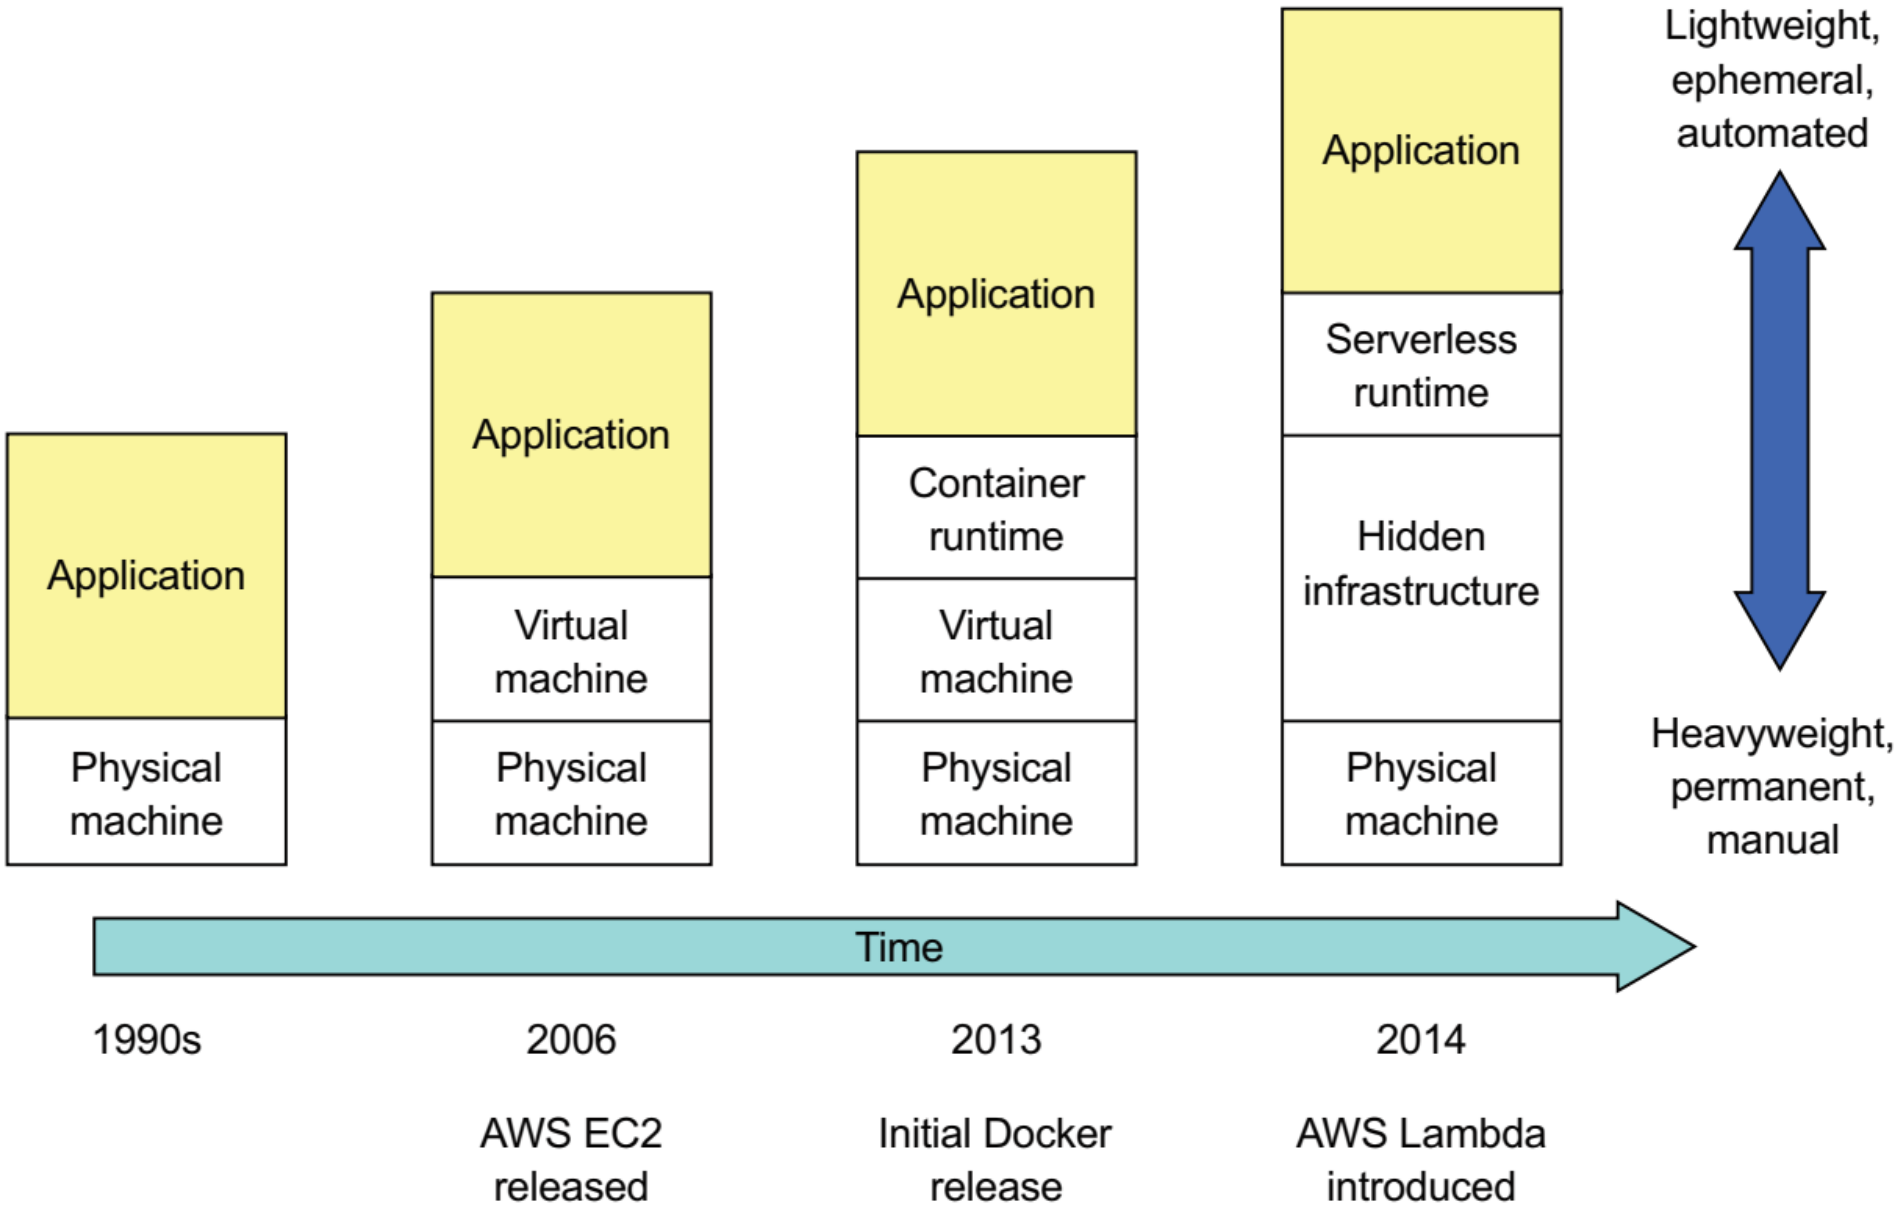 Application
Physical
machine
Application
Virtual
machine
Physical
machine
Application
Container
runtime
Virtual
machine
Physical
machine
Application
Serverless
runtime
Hidden
infrastructure
Physical
machine
Lightweight,
ephemeral,
automated
Heavyweight,
permanent,
manual
Time
1990s
2006
AWS EC2
released
2013
Initial Docker
release
2014
AWS Lambda
introduced